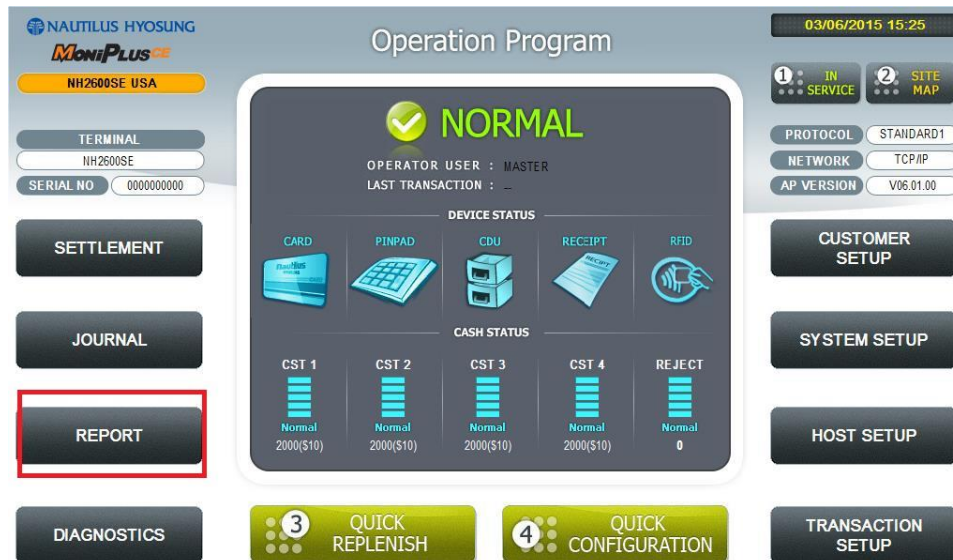 NAUTILUS HYOSUNG
MoniPlusCE
NH2600SE USA
Operation Program
03/06/2015 15:25
1 IN SERVICE
2 SITE MAP
TERMINAL
NH2600SE
SERIAL NO 0000000000
PROTOCOL STANDARD1
NETWORK TCP/IP
AP VERSION V06.01.00
NORMAL
OPERATOR USER : MASTER
LAST TRANSACTION : _
DEVICE STATUS
CARD PINPAD CDU RECEIPT RFID
Nautilus
RECIPT
CASH STATUS
CST 1 CST 2 CST 3 CST 4 REJECT
Normal Normal Normal Normal Normal
2000($10) 2000($10) 2000($10) 2000($10) 0
SETTLEMENT
JOURNAL
REPORT
DIAGNOSTICS
CUSTOMER
SETUP
SYSTEM SETUP
HOST SETUP
TRANSACTION
SETUP
3 QUICK
REPLENISH
4 QUICK
CONFIGURATION